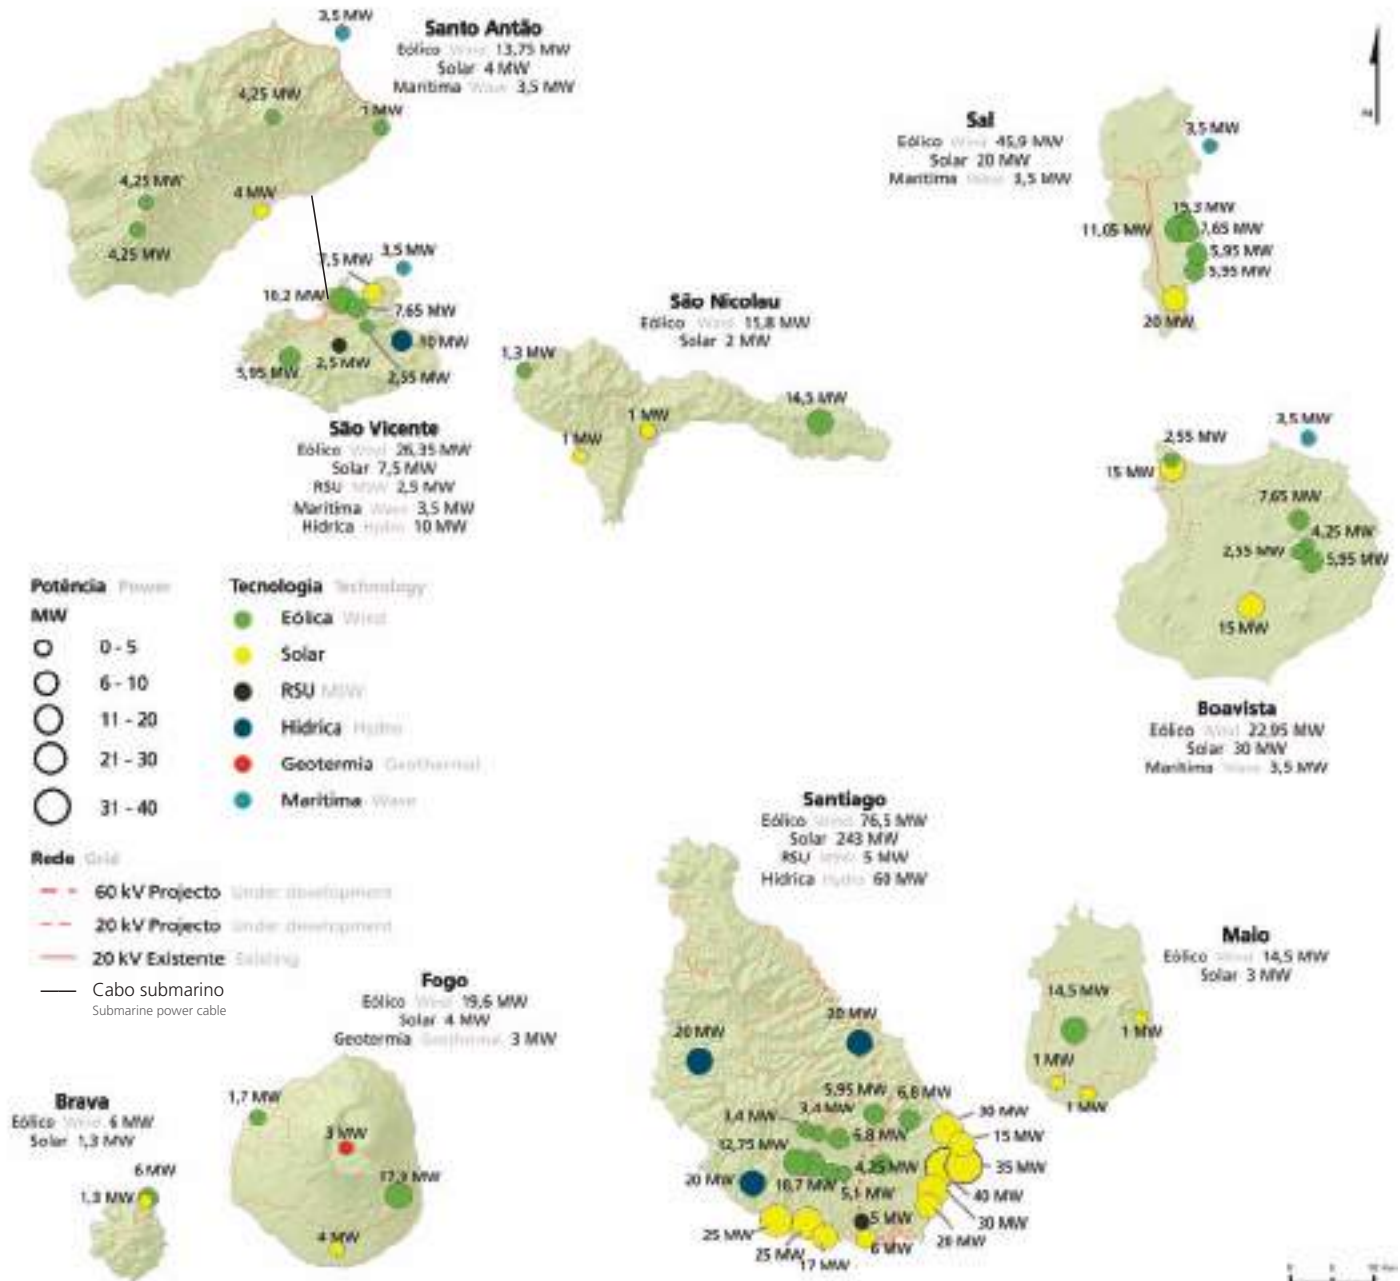 3,5 MW
Santo Antão
Eólico Wind 13,75 MW
Solar 4 MW
Marítima Wave 3,5 MW
4,25 MW
1 MW
4,25 MW
4 MW
4,25 MW
Sal
Eólico Wind 45,9 MW
Solar 20 MW
Marítima Wave 3,5 MW
3,5 MW
11,05 MW
7,65 MW
5,95 MW
5,95 MW
20 MW
7,5 MW
3,5 MW
10,2 MW
7,65 MW
10 MW
2,5 MW
5,95 MW
2,55 MW
São Vicente
Eólico Wind 26,35 MW
Solar 7,5 MW
RSU MSW 2,5 MW
Marítima Wave 3,5 MW
Hídrica Hydro 10 MW
São Nicolau
Eólico Wind 15,8 MW
Solar 2 MW
1,3 MW
14,5 MW
1 MW
1 MW
3,5 MW
2,55 MW
15 MW
7,65 MW
4,25 MW
2,55 MW
5,95 MW
15 MW
Boavista
Eólico Wind 22,95 MW
Solar 30 MW
Marítima Wave 3,5 MW
Potência Power
MW
0 - 5
6 - 10
11 - 20
21 - 30
31 - 40
Tecnologia Technology
Eólica Wind
Solar
RSU MSW
Hídrica Hydro
Geotermia Geothermal
Marítima Wave
Rede Grid
60 kV Projecto Under development
20 kV Projecto Under development
20 kV Existente Existing
Cabo submarino
Submarine power cable
Santiago
Eólico Wind 76,5 MW
Solar 243 MW
RSU MSW 5 MW
Hídrica Hydro 60 MW
20 MW
20 MW
5,95 MW
6,8 MW
3,4 MW
3,4 MW
6,8 MW
12,75 MW
4,25 MW
20 MW
18,7 MW
5,1 MW
30 MW
15 MW
35 MW
40 MW
30 MW
20 MW
5 MW
6 MW
25 MW
25 MW
17 MW
Maio
Eólico Wind 14,5 MW
Solar 3 MW
14,5 MW
1 MW
1 MW
1 MW
Fogo
Eólico Wind 19,6 MW
Solar 4 MW
Geotermia Geothermal 3 MW
1,7 MW
3 MW
17,9 MW
4 MW
Brava
Eólico Wind 6 MW
Solar 1,3 MW
6 MW
1,3 MW